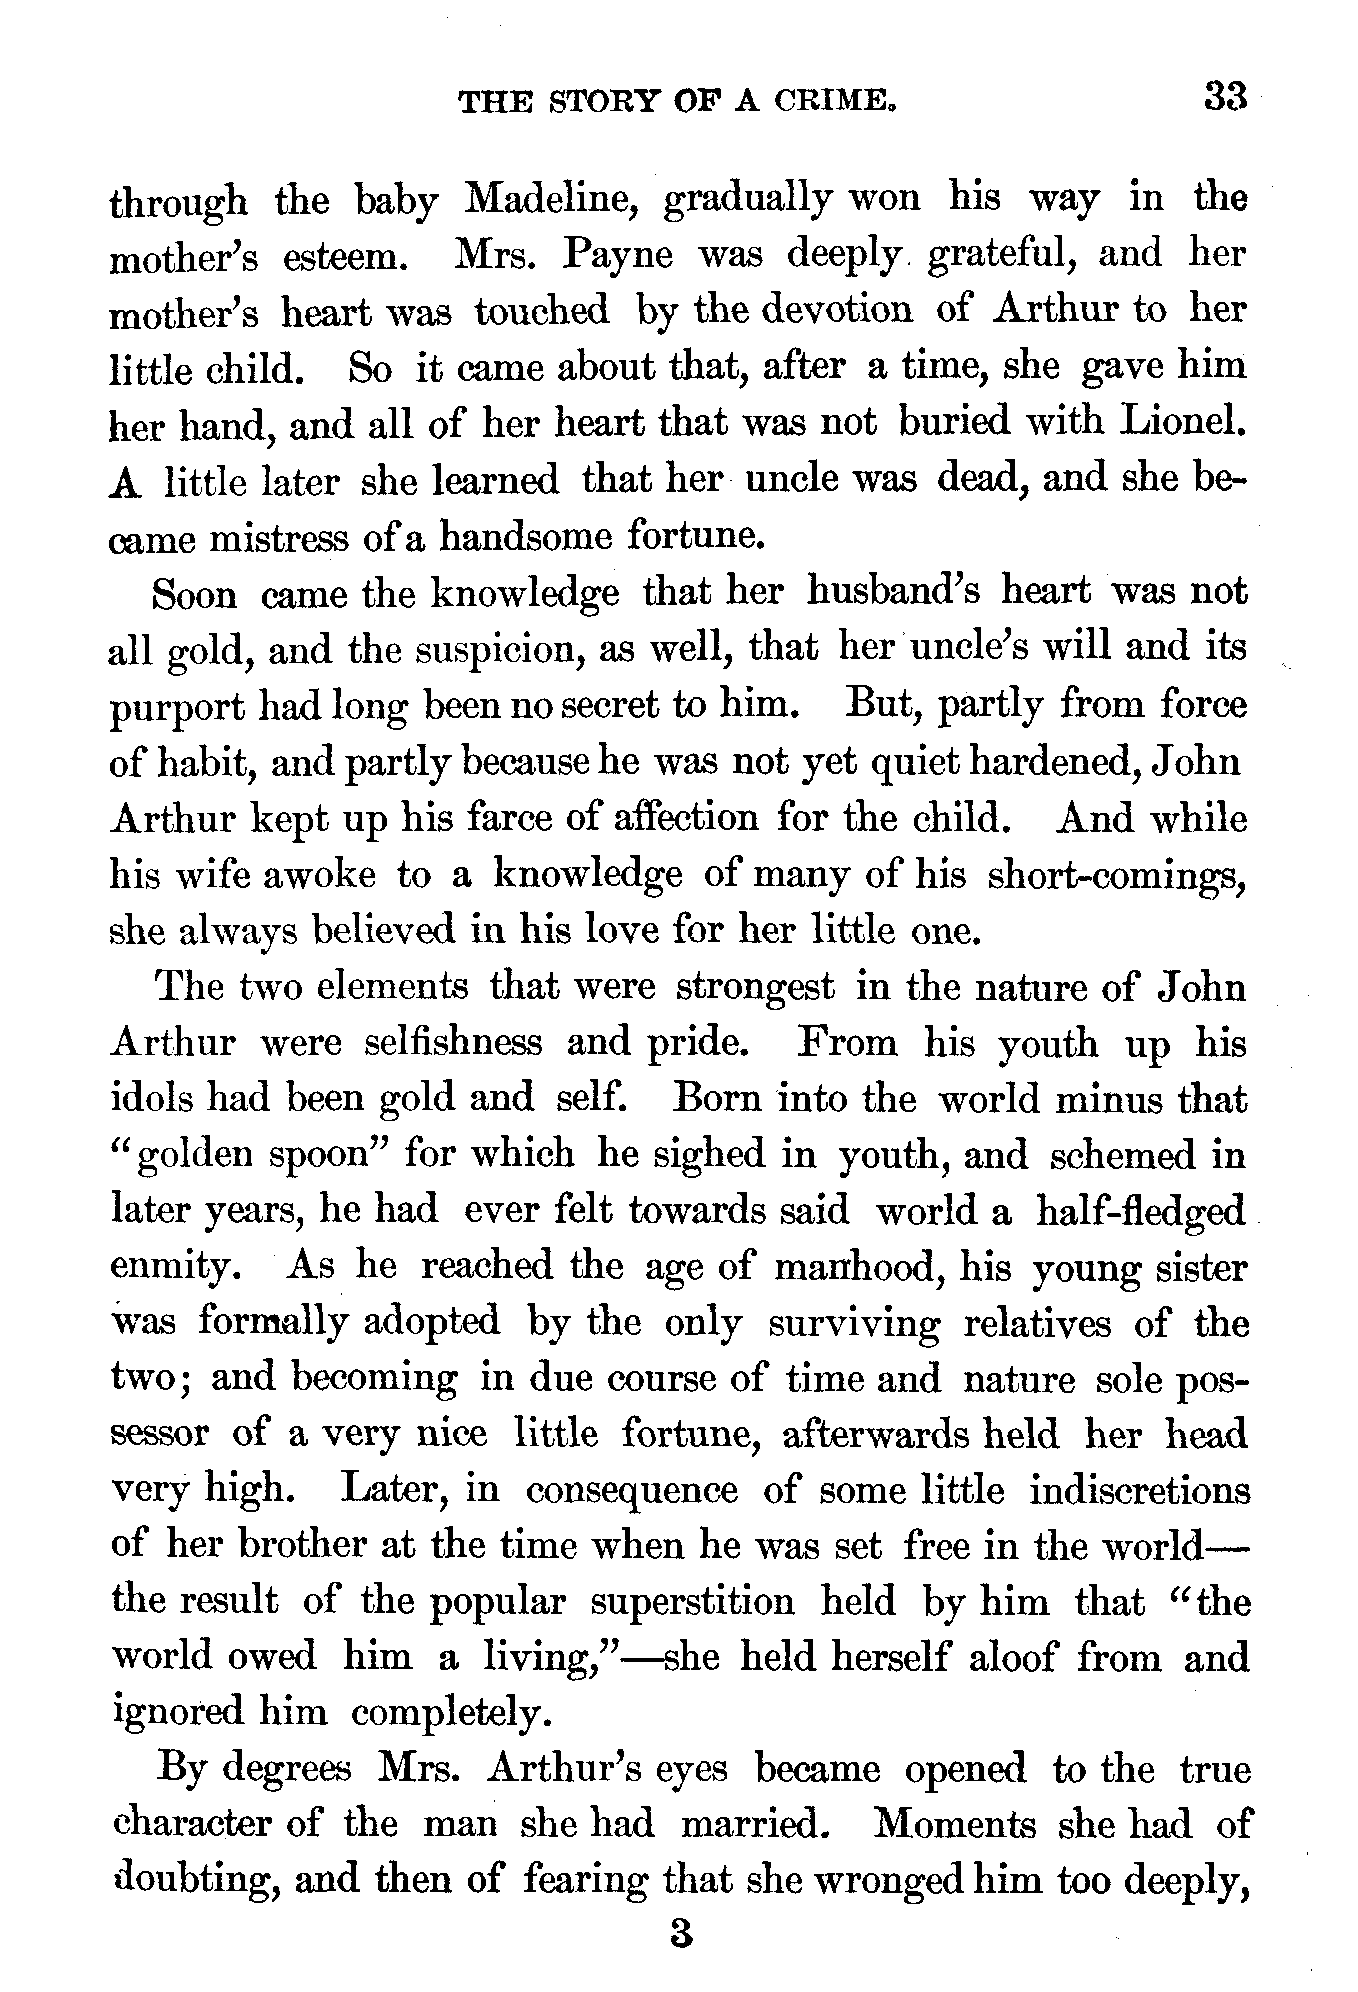 THE STORY OF A CRIME. 33
through the baby Madeline, gradually won his way in the
mother's esteem. Mrs. Payne was deeply grateful, and her
mother's heart was touched by the devotion of Arthur to her
little child. So it came about that, after a time, she gave him
her hand, and all of her heart that was not buried with Lionel.
A little later she learned that her uncle was dead, and she be-
came mistress of a handsome fortune.
Soon came the knowledge that her husband's heart was not
all gold, and the suspicion, as well, that her uncle's will and its
purport had long been no secret to him. But, partly from force
of habit, and partly because he was not yet quiet hardened, John
Arthur kept up his farce of affection for the child. And while
his wife awoke to a knowledge of many of his short-comings,
she always believed in his love for her little one.
The two elements that were strongest in the nature of John
Arthur were selfishness and pride. From his youth up his
idols had been gold and self. Born into the world minus that
"golden spoon" for which he sighed in youth, and schemed in
later years, he had ever felt towards said world a half-fledged
enmity. As he reached the age of manhood, his young sister
was formally adopted by the only surviving relatives of the
two; and becoming in due course of time and nature sole pos-
sessor of a very nice little fortune, afterwards held her head
very high. Later, in consequence of some little indiscretions
of her brother at the time when he was set free in the world—
the result of the popular superstition held by him that "the
world owed him a living,"—she held herself aloof from and
ignored him completely.
By degrees Mrs. Arthur's eyes became opened to the true
character of the man she had married. Moments she had of
doubting, and then of fearing that she wronged him too deeply,
3